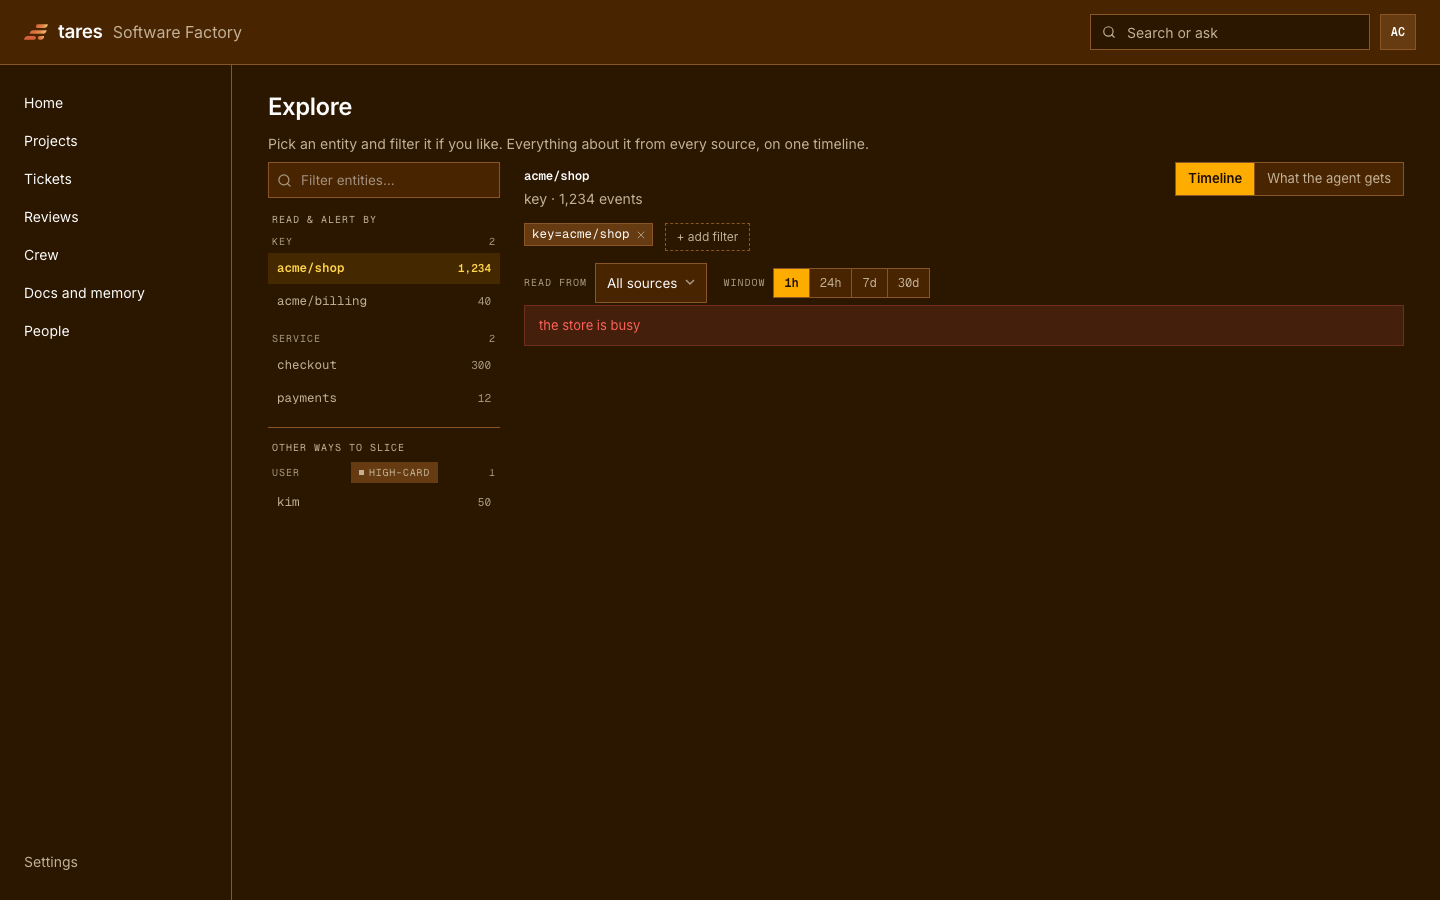 tares Software Factory
Search or ask
AC
Home
Projects
Tickets
Reviews
Crew
Docs and memory
People
Settings
Explore
Pick an entity and filter it if you like. Everything about it from every source, on one timeline.
Filter entities...
READ & ALERT BY
KEY 2
acme/shop 1,234
acme/billing 40
SERVICE 2
checkout 300
payments 12
OTHER WAYS TO SLICE
USER HIGH-CARD 1
kim 50
acme/shop
key · 1,234 events
Timeline What the agent gets
key=acme/shop × + add filter
READ FROM All sources WINDOW 1h 24h 7d 30d
the store is busy